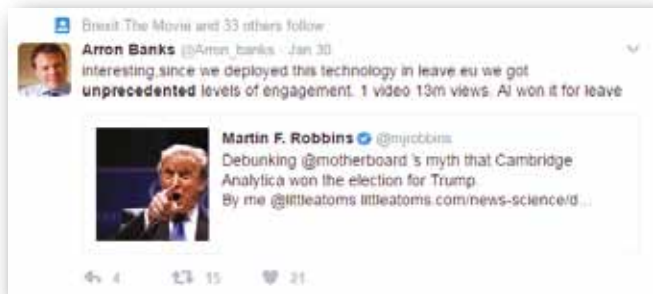 Brexit The Movie and 33 others follow
Arron Banks @Arron_banks · Jan 30
interesting,since we deployed this technology in leave eu we got
unprecedented levels of engagement. 1 video 13m views. AI won it for leave
Martin F. Robbins @mjrobbins
Debunking @motherboard 's myth that Cambridge
Analytica won the election for Trump.
By me @littleatoms littleatoms.com/news-science/d...
4 15 21